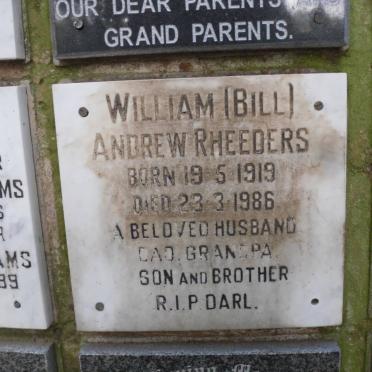 OUR DEAR PARENTS
GRAND PARENTS.
WILLIAM (BILL)
ANDREW RHEEDERS
BORN 19 5 1919
DIED 23·3·1986
A BELOVED HUSBAND
DAD, GRANDPA,
SON AND BROTHER
R.I.P DARL.